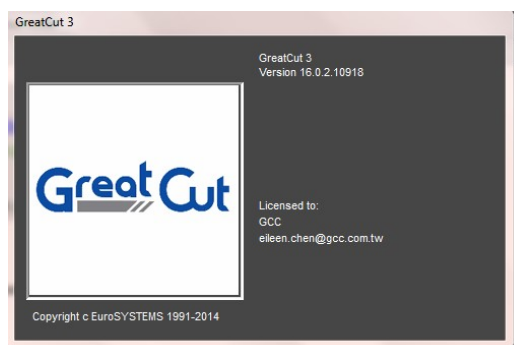 GreatCut 3
GreatCut 3
Version 16.0.2.10918
Great Cut
Licensed to:
GCC
eileen.chen@gcc.com.tw
Copyright c EuroSYSTEMS 1991-2014